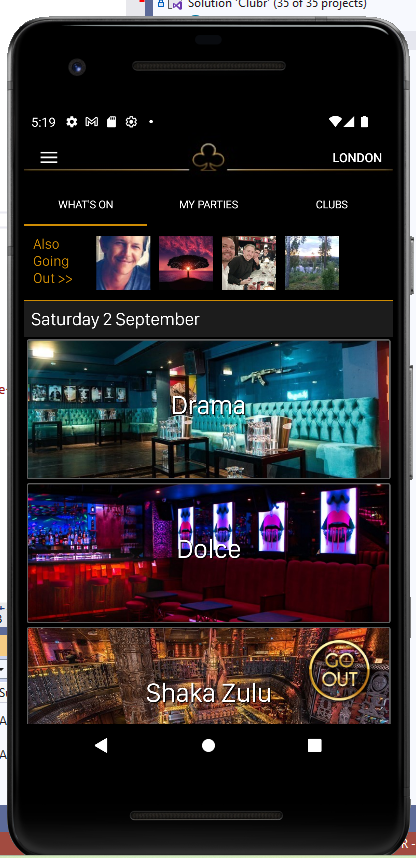 Solution 'Clubr' (35 of 35 projects)
5:19
LONDON
WHAT'S ON
MY PARTIES
CLUBS
Also
Going
Out >>
Saturday 2 September
Drama
Dolce
GO
OUT
Shaka Zulu